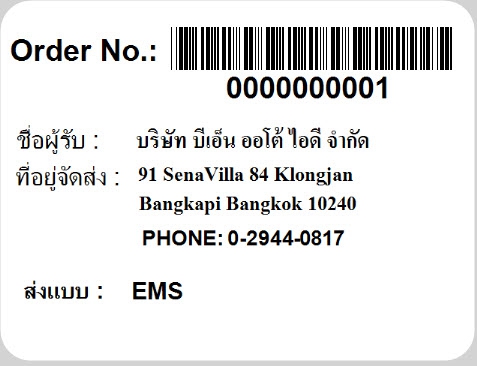 Order No.:
0000000001
ชื่อผู้รับ : บริษัท บีเอ็น ออโต้ ไอดี จำกัด
ที่อยู่จัดส่ง : 91 SenaVilla 84 Klongjan
Bangkapi Bangkok 10240
PHONE: 0-2944-0817
ส่งแบบ : EMS